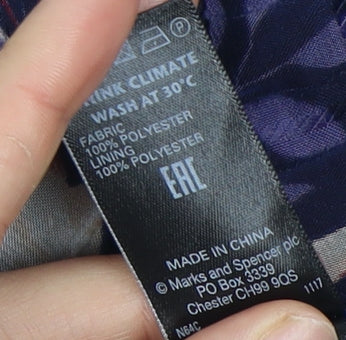 THINK CLIMATE
WASH AT 30°C
FABRIC
100% POLYESTER
LINING
100% POLYESTER
EAC
MADE IN CHINA
© Marks and Spencer plc
PO Box 3339
Chester CH99 9QS
1117
N64C